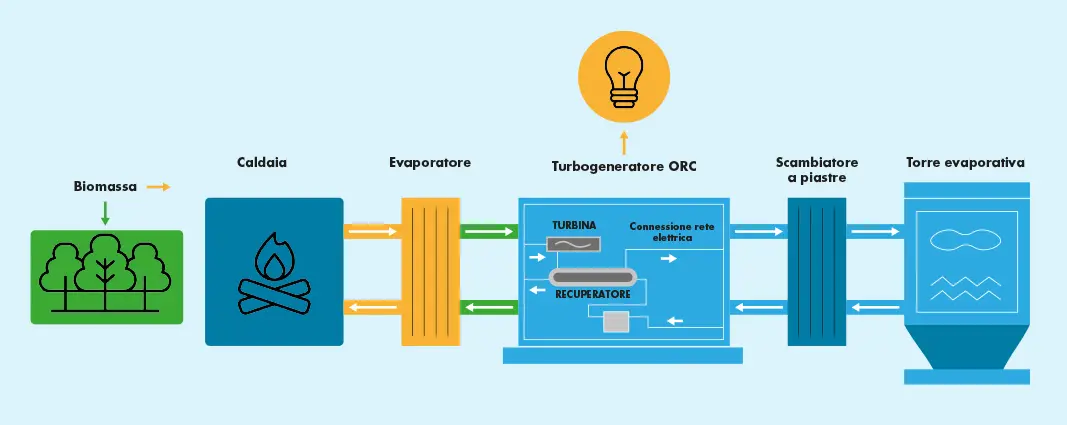 Caldaia
Evaporatore
Turbogeneratore ORC
Scambiatore
a piastre
Torre evaporativa
Biomassa
TURBINA
Connessione rete
elettrica
RECUPERATORE